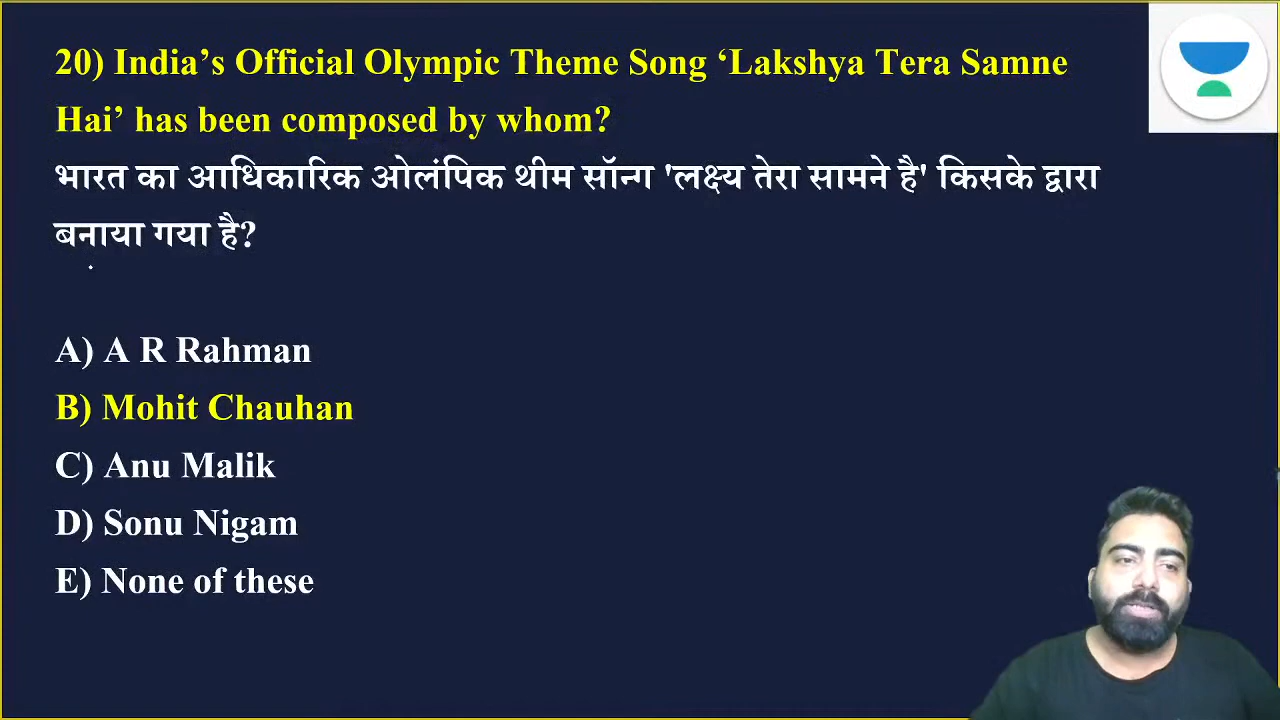 20) India’s Official Olympic Theme Song ‘Lakshya Tera Samne
Hai’ has been composed by whom?
भारत का आधिकारिक ओलंपिक थीम सॉन्ग 'लक्ष्य तेरा सामने है' किसके द्वारा
बनाया गया है?
A) A R Rahman
B) Mohit Chauhan
C) Anu Malik
D) Sonu Nigam
E) None of these